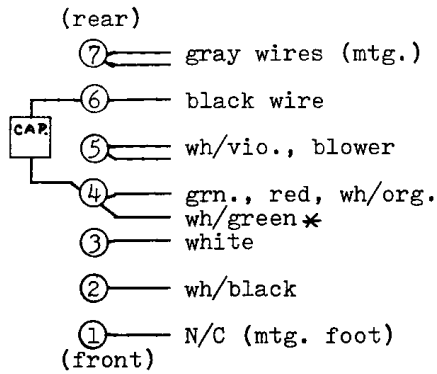 (rear)
7 gray wires (mtg.)
6 black wire
CAP.
5 wh/vio., blower
4 grn., red, wh/org.
wh/green *
3 white
2 wh/black
1 N/C (mtg. foot)
(front)